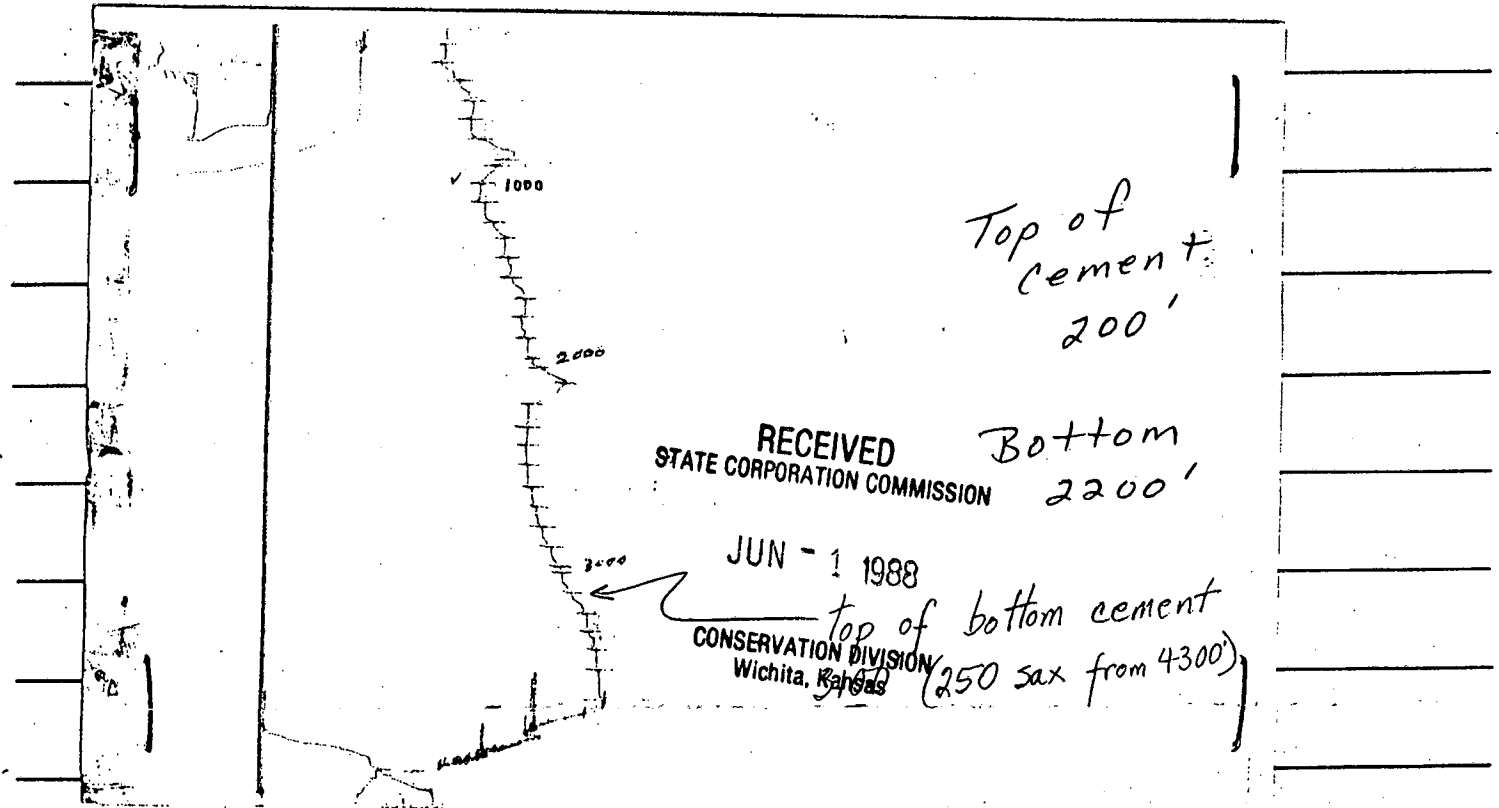 1000
Top of
cement
200'
2000
RECEIVED
STATE CORPORATION COMMISSION
Bottom
2200'
3000
JUN - 1 1988
top of bottom cement
CONSERVATION DIVISION
Wichita, Kansas
(250 sax from 4300')